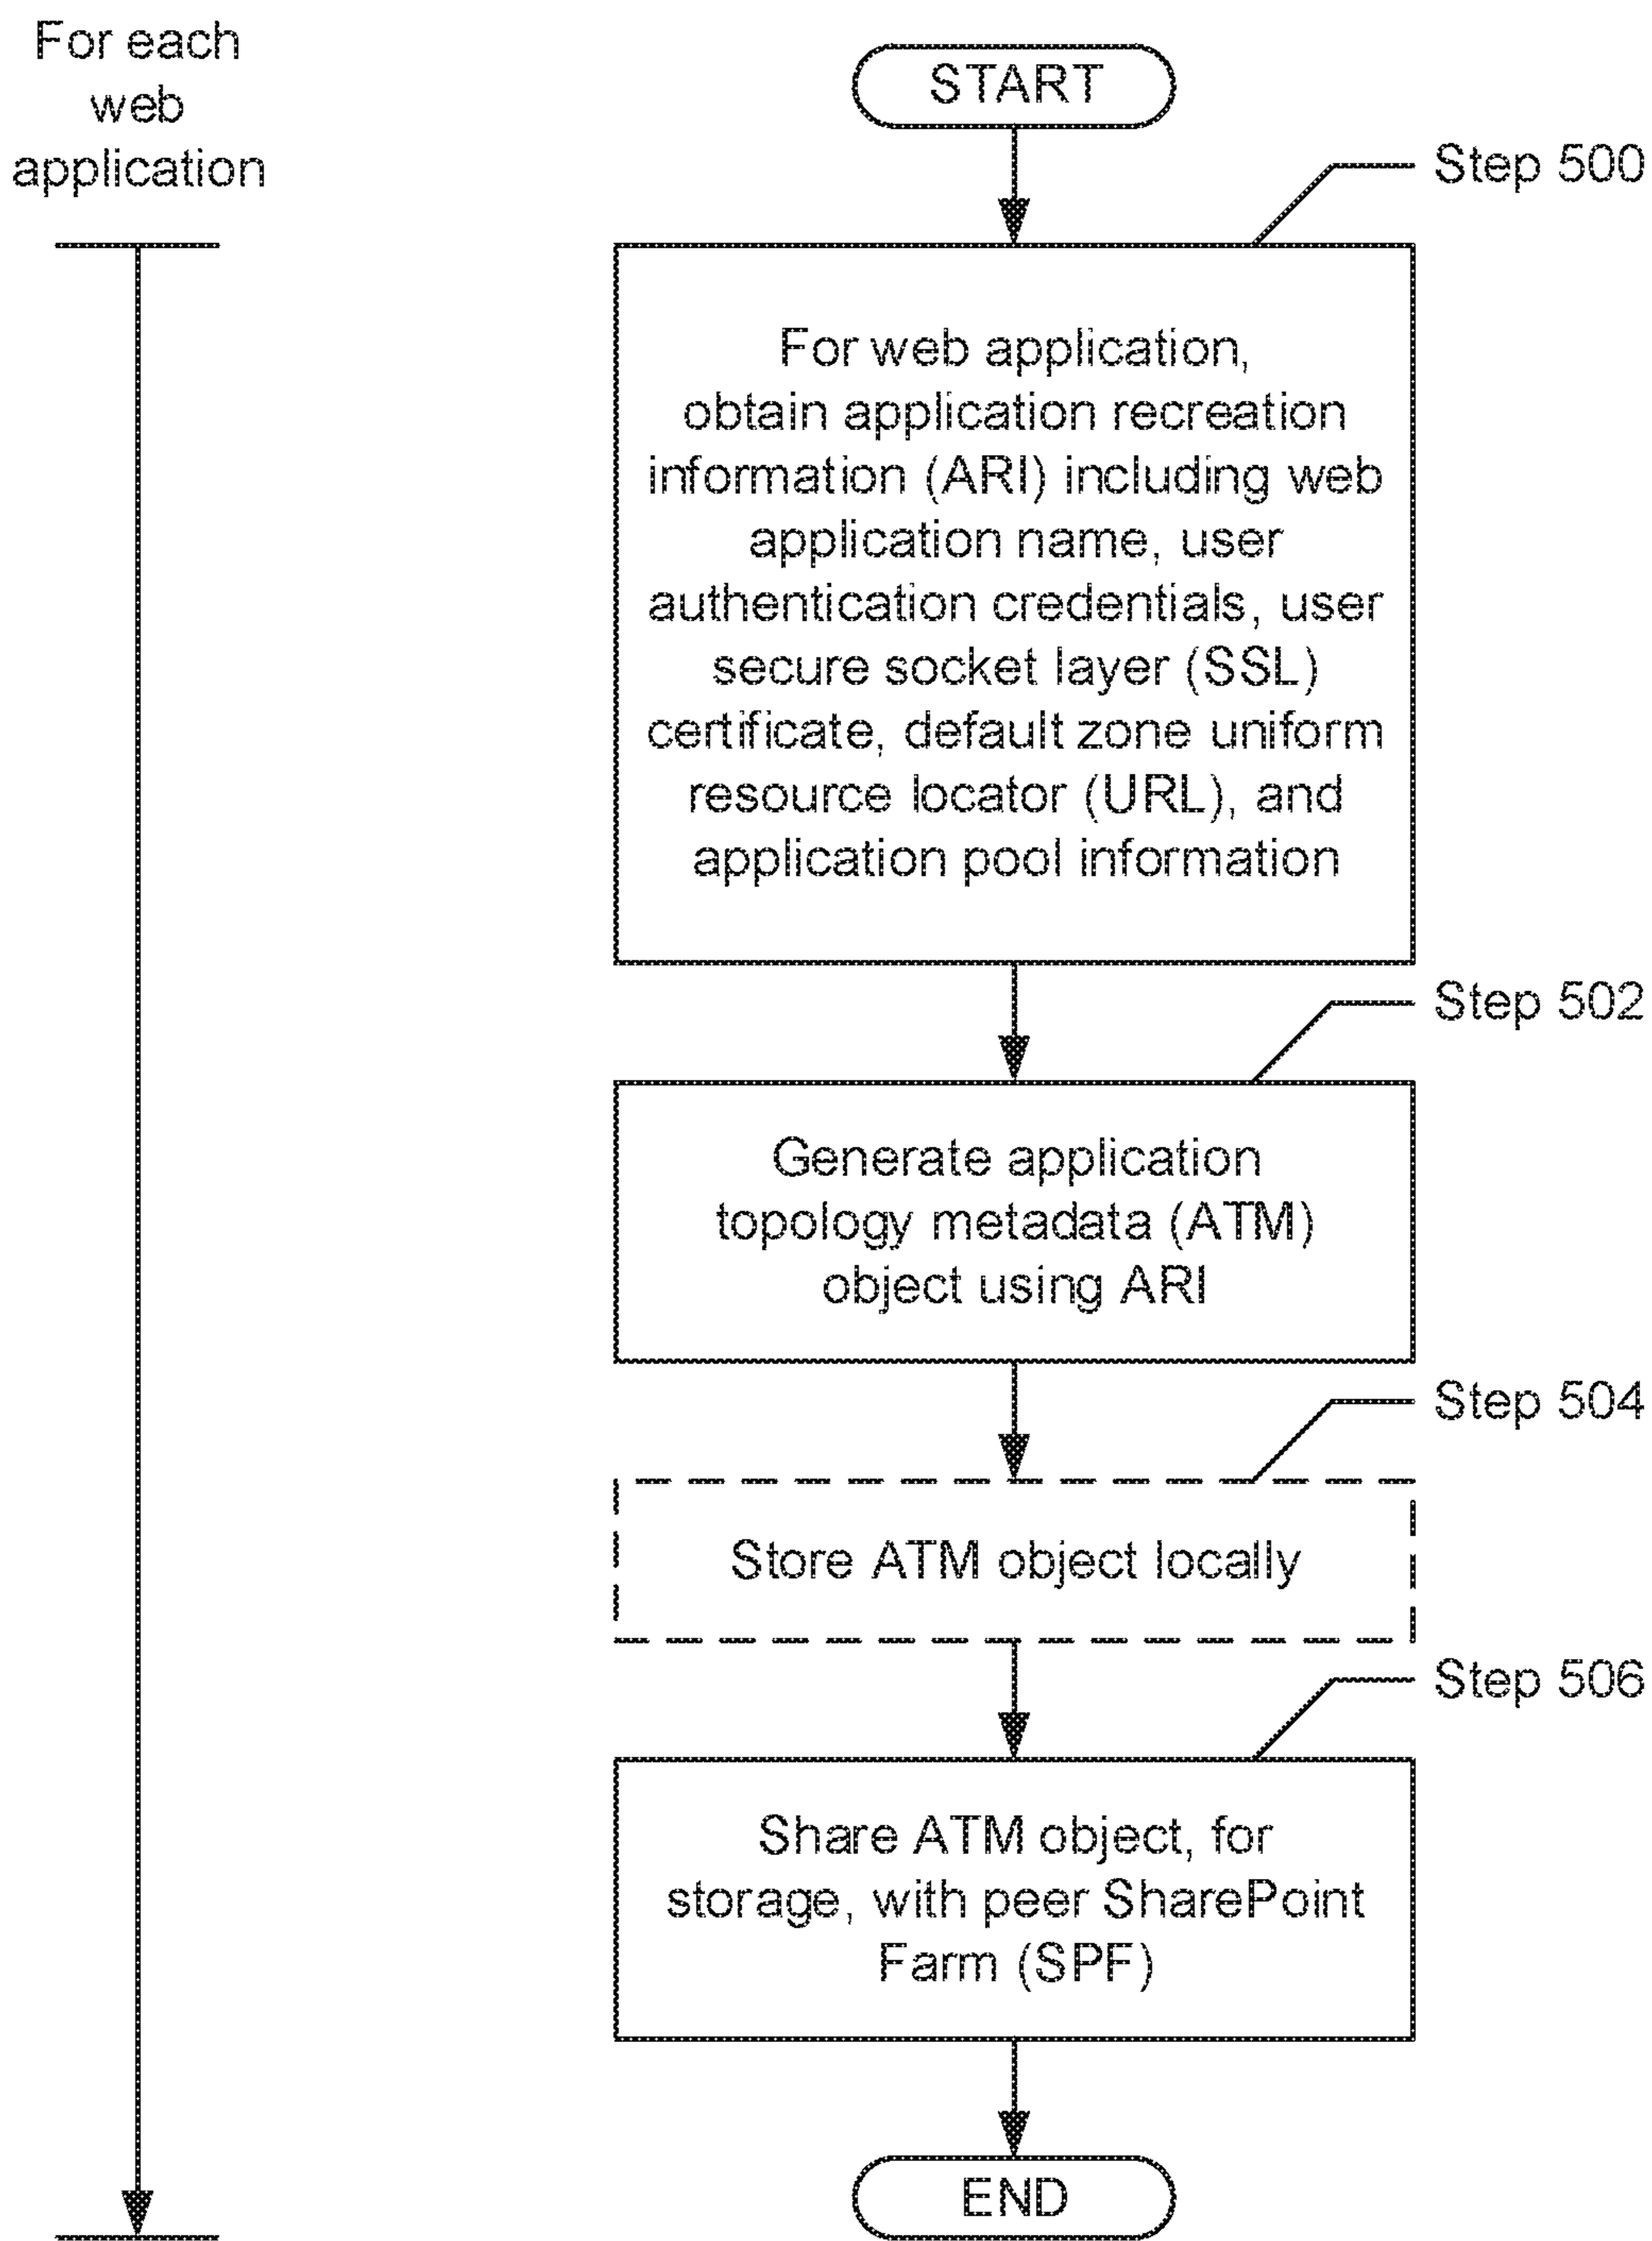 For each
web
application
START
Step 500
For web application,
obtain application recreation
information (ARI) including web
application name, user
authentication credentials, user
secure socket layer (SSL)
certificate, default zone uniform
resource locator (URL), and
application pool information
Step 502
Generate application
topology metadata (ATM)
object using ARI
Step 504
Store ATM object locally
Step 506
Share ATM object, for
storage, with peer SharePoint
Farm (SPF)
END